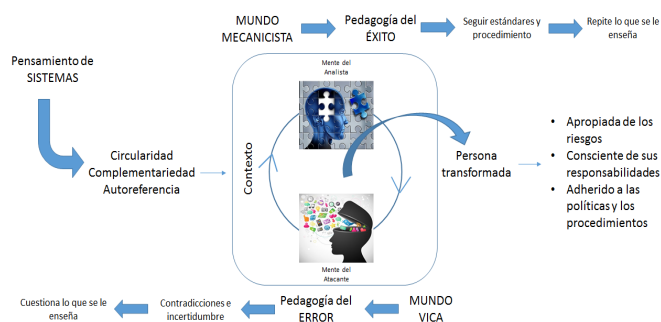 MUNDO
MECANICISTA
Pedagogía del
ÉXITO
Seguir estándares y
procedimiento
Repite lo que se le
enseña
Pensamiento de
SISTEMAS
Mente del
Analista
Circularidad
Complementariedad
Autoreferencia
Contexto
Persona
transformada
• Apropiada de los
riesgos
• Consciente de sus
responsabilidades
• Adherido a las
políticas y los
procedimientos
Mente del
Atacante
Cuestiona lo que se le
enseña
Contradicciones e
incertidumbre
Pedagogía del
ERROR
MUNDO
VICA